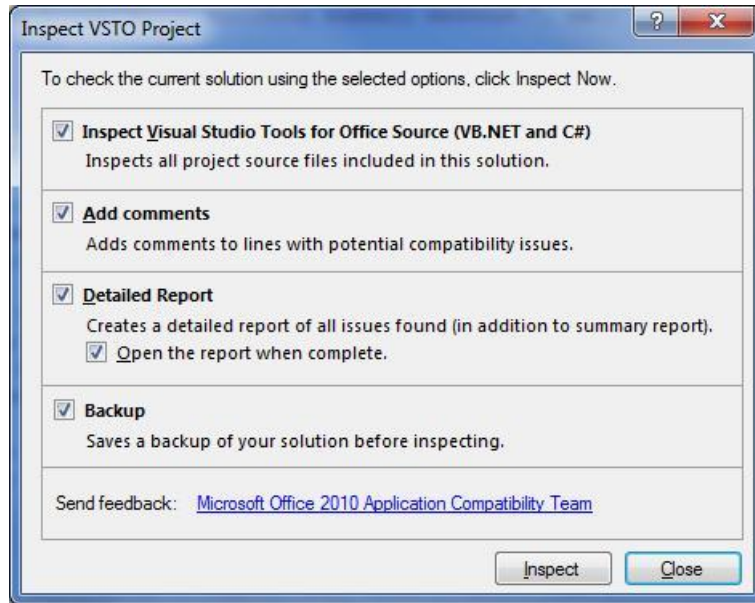 Inspect VSTO Project
?
To check the current solution using the selected options, click Inspect Now.
Inspect Visual Studio Tools for Office Source (VB.NET and C#)
Inspects all project source files included in this solution.
Add comments
Adds comments to lines with potential compatibility issues.
Detailed Report
Creates a detailed report of all issues found (in addition to summary report).
Open the report when complete.
Backup
Saves a backup of your solution before inspecting.
Send feedback: Microsoft Office 2010 Application Compatibility Team
Inspect Close